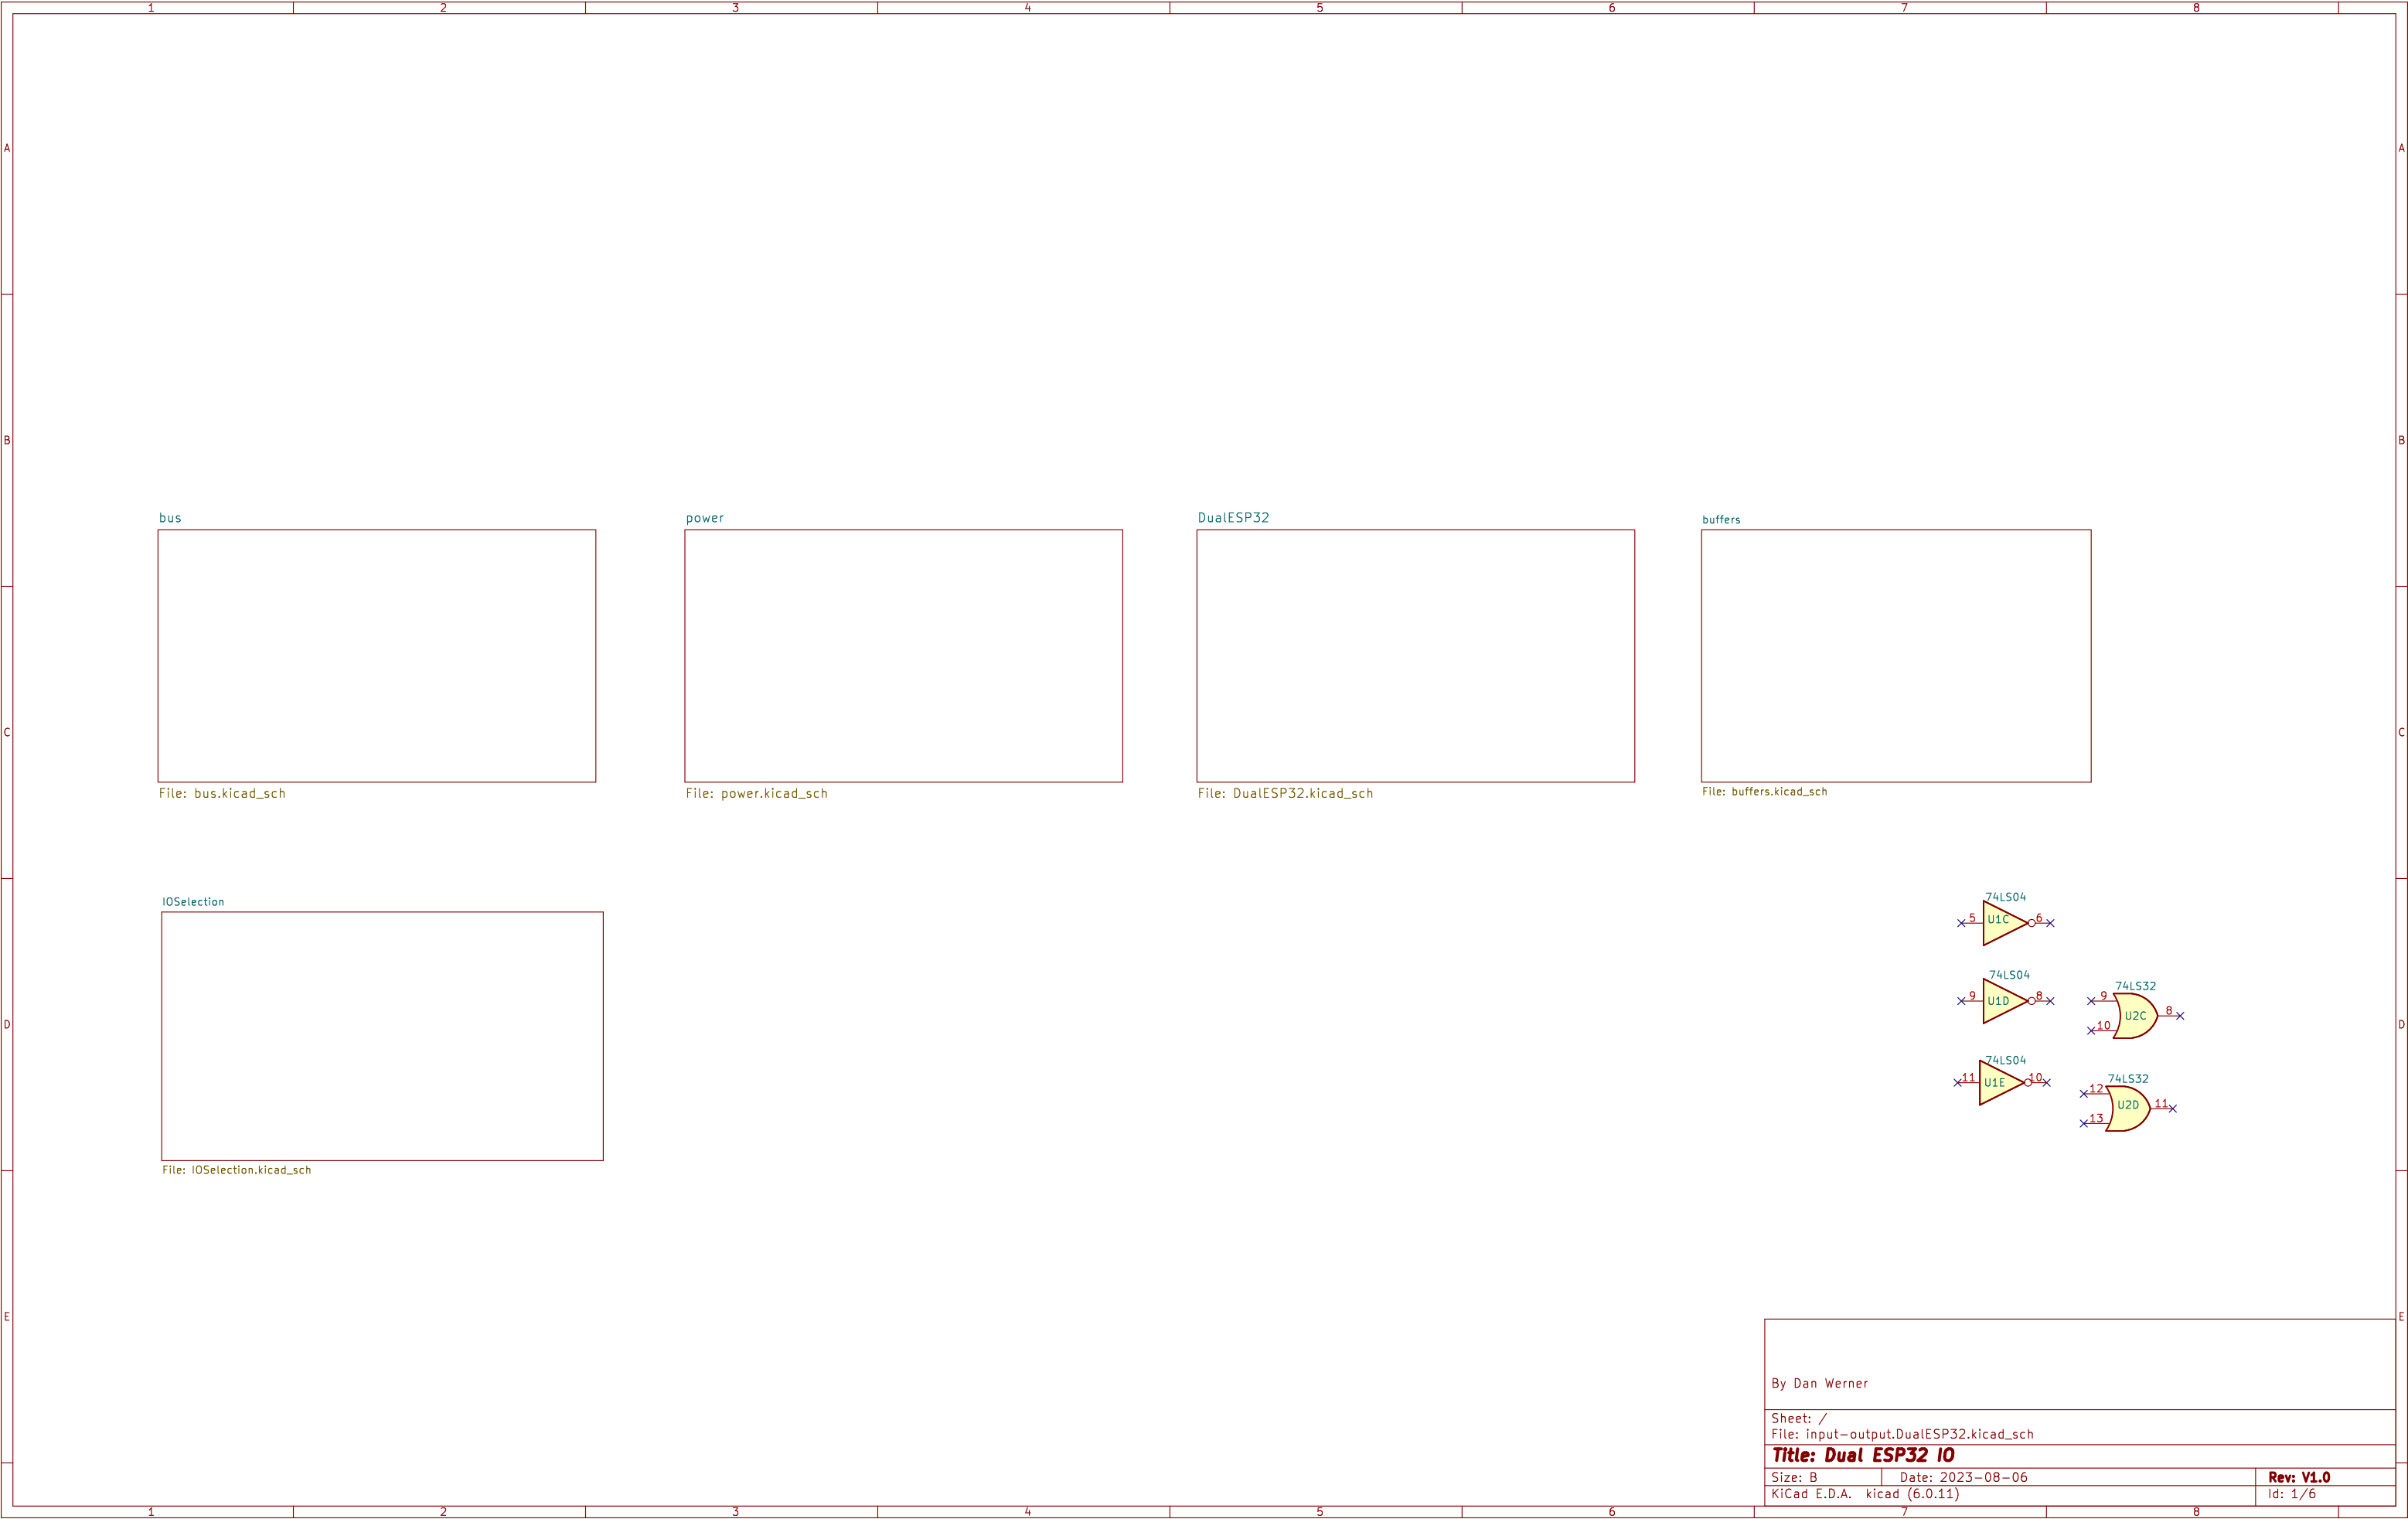 1 2 3 4 5 6 7 8
A A
B B
bus power DualESP32 buffers
C C
File: bus.kicad_sch File: power.kicad_sch File: DualESP32.kicad_sch File: buffers.kicad_sch
IOSelection
74LS04
5 U1C 6
74LS04
9 U1D 8
74LS32
9
10 U2C 8
D D
74LS04
11 U1E 10
74LS32
12
13 U2D 11
File: IOSelection.kicad_sch
E E
By Dan Werner
Sheet: /
File: input-output.DualESP32.kicad_sch
Title: Dual ESP32 IO
Size: B Date: 2023-08-06 Rev: V1.0
KiCad E.D.A. kicad (6.0.11) Id: 1/6
1 2 3 4 5 6 7 8